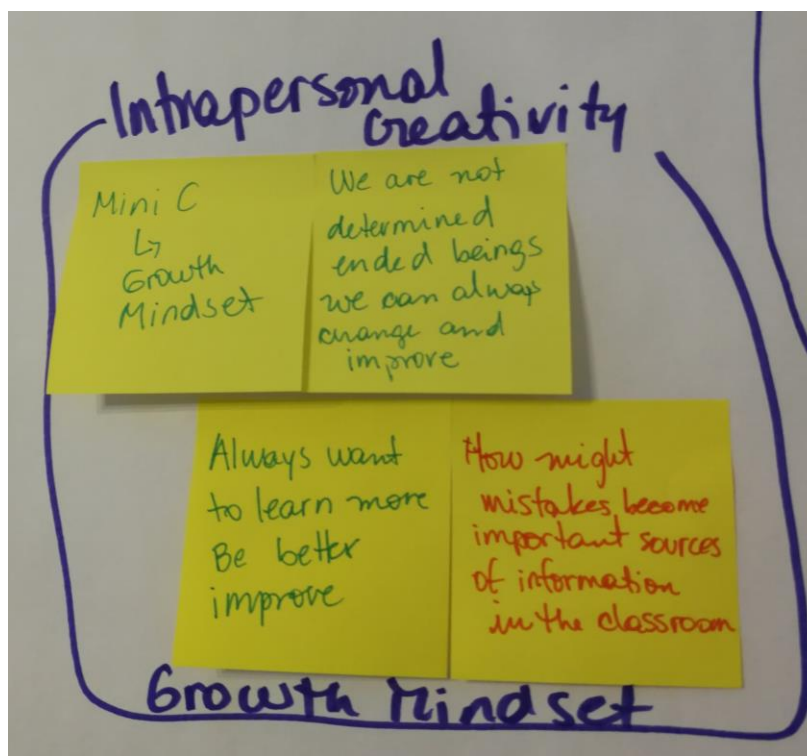 Intrapersonal
Creativity
Mini C
↳
Growth
Mindset
We are not
determined
ended beings
we can always
change and
improve
Always want
to learn more
Be better
improve
How might
mistakes become
important sources
of information
in the classroom
Growth Mindset